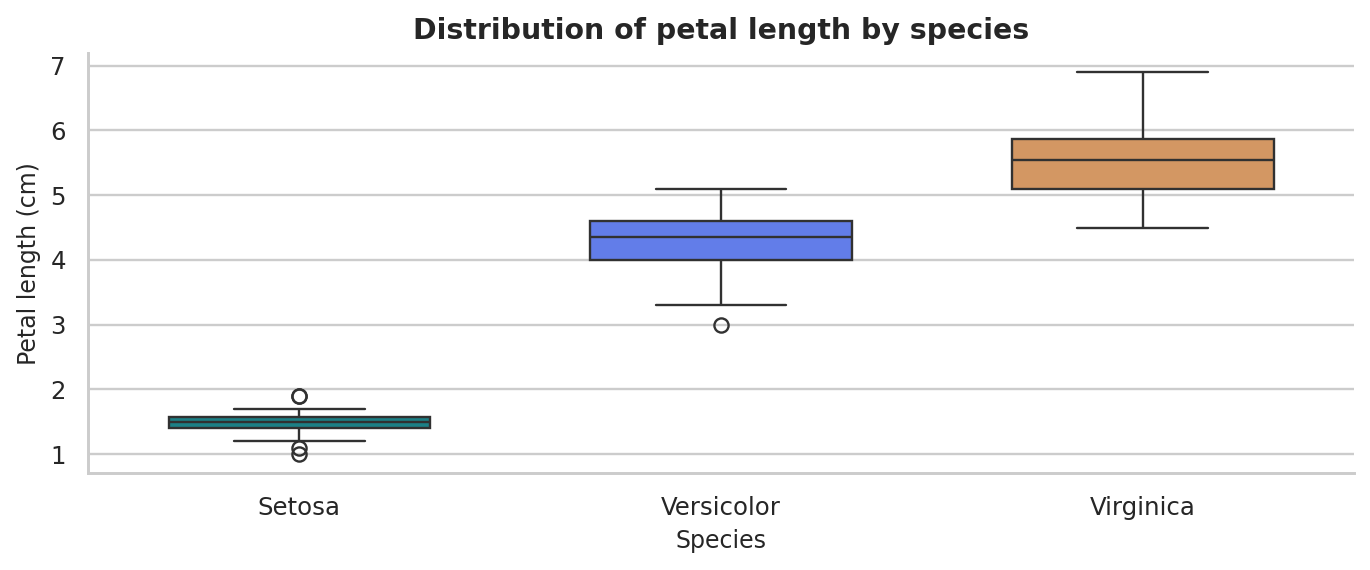 Distribution of petal length by species
Petal length (cm)
7
6
5
4
3
2
1
Setosa Versicolor Virginica
Species